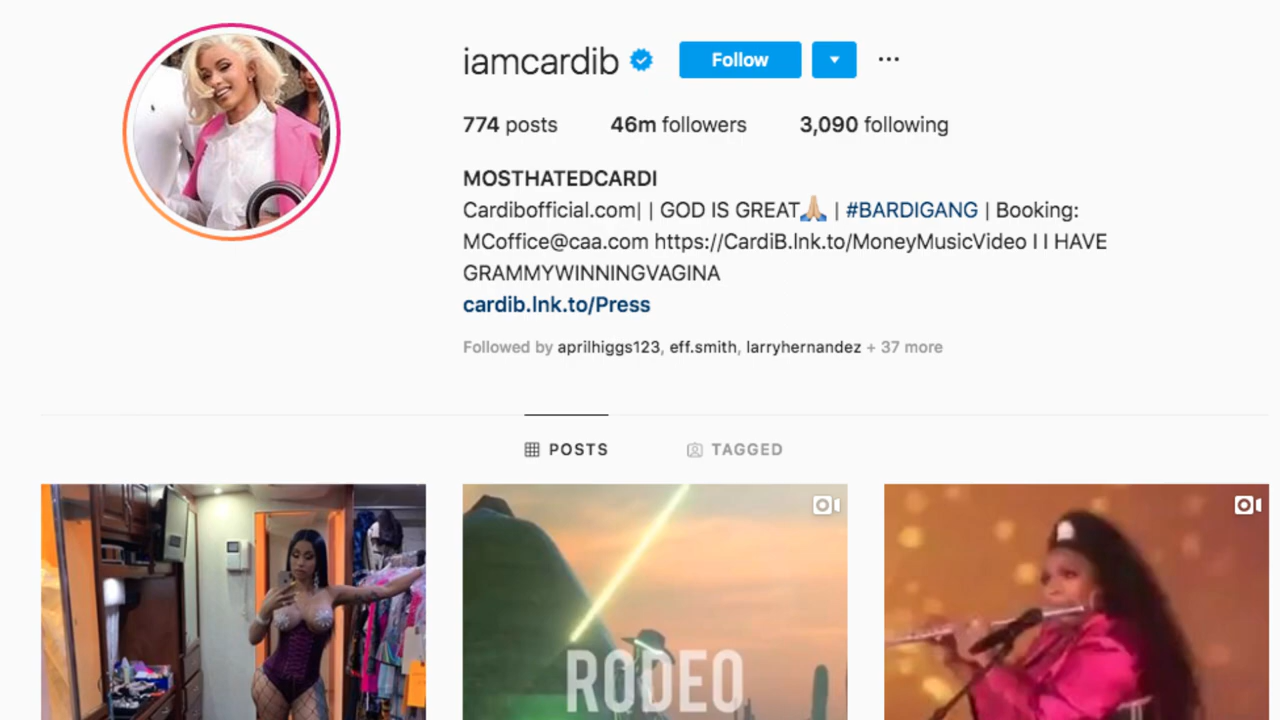 iamcardib Follow
774 posts 46m followers 3,090 following
MOSTHATEDCARDI
Cardibofficial.com| | GOD IS GREAT🙏🏼 | #BARDIGANG | Booking:
MCoffice@caa.com https://CardiB.lnk.to/MoneyMusicVideo I I HAVE
GRAMMYWINNINGVAGINA
cardib.lnk.to/Press
Followed by aprilhiggs123, eff.smith, larryhernandez + 37 more
POSTS TAGGED
RODEO